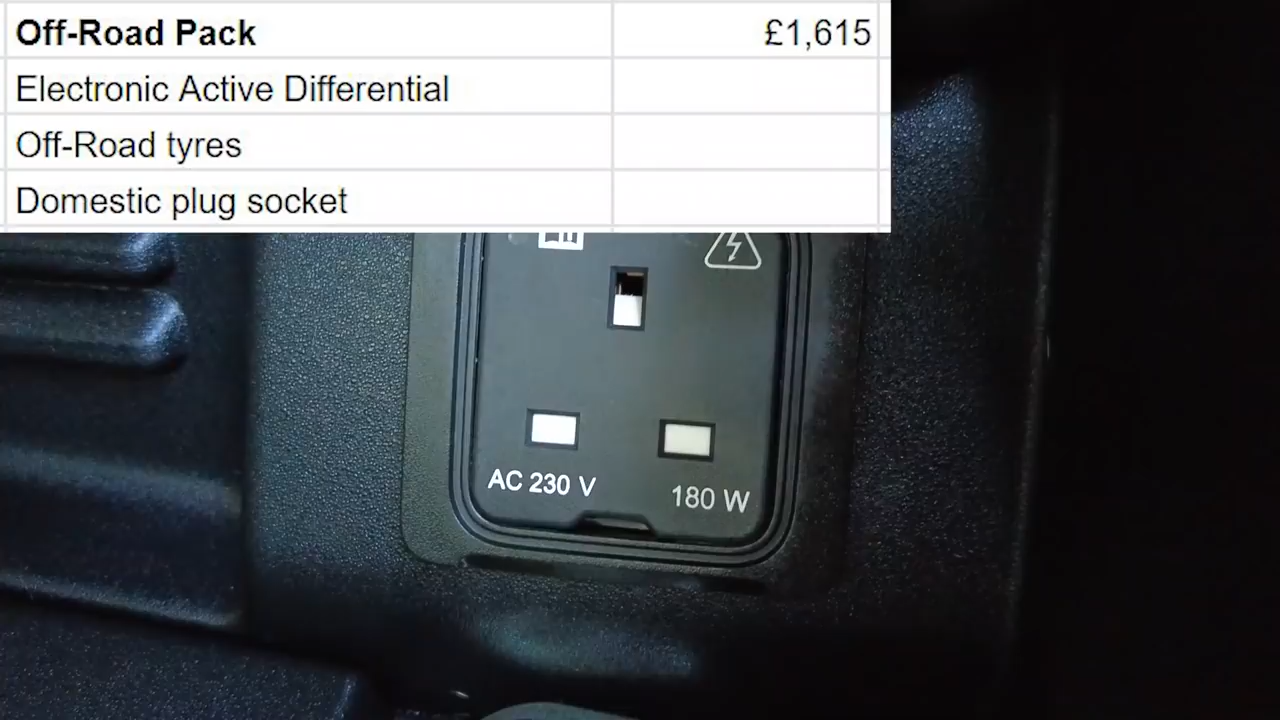 Off-Road Pack £1,615
Electronic Active Differential
Off-Road tyres
Domestic plug socket
AC 230 V 180 W